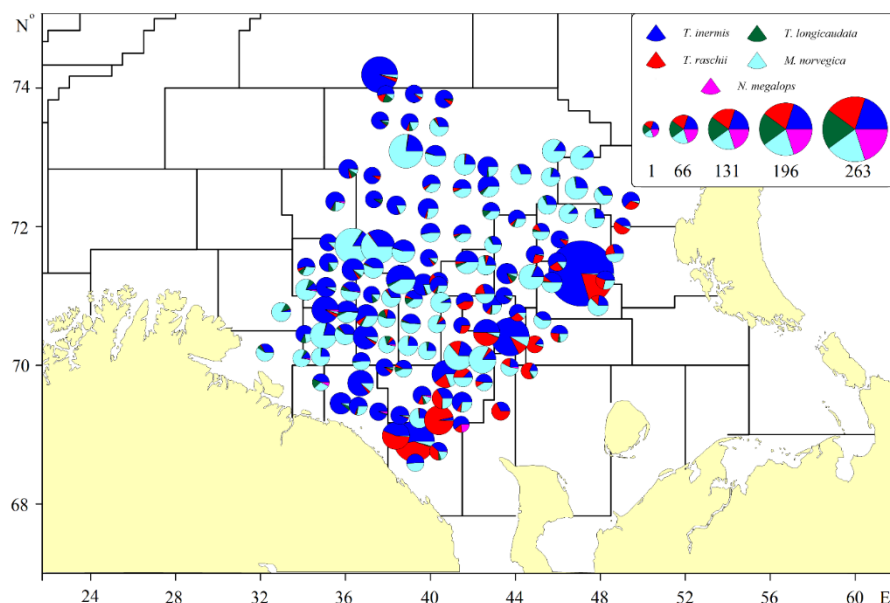 N°
T. inermis
T. longicaudata
T. raschii
M. norvegica
N. megalops
1 66 131 196 263
74
72
70
68
24 28 32 36 40 44 48 52 56 60 E